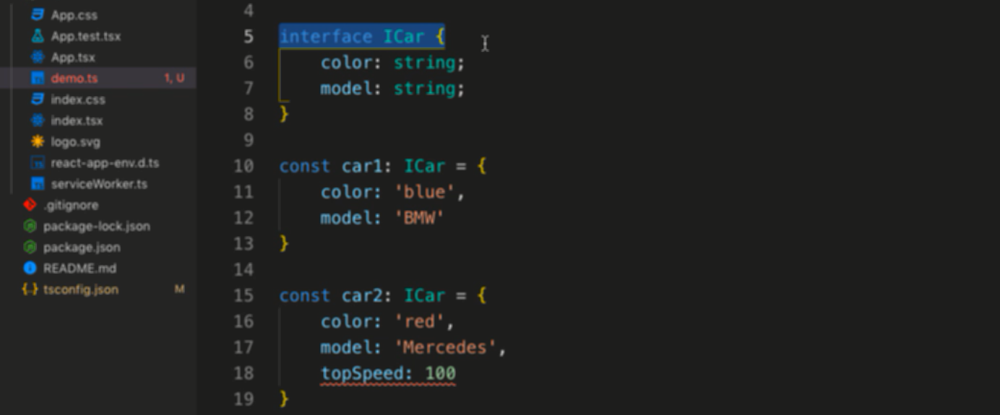 App.css
App.test.tsx
App.tsx
demo.ts 1, U
index.css
index.tsx
logo.svg
react-app-env.d.ts
serviceWorker.ts
.gitignore
package-lock.json
package.json
README.md
tsconfig.json M
4
5 interface ICar {
6 color: string;
7 model: string;
8 }
9
10 const car1: ICar = {
11 color: 'blue',
12 model: 'BMW'
13 }
14
15 const car2: ICar = {
16 color: 'red',
17 model: 'Mercedes',
18 topSpeed: 100
19 }